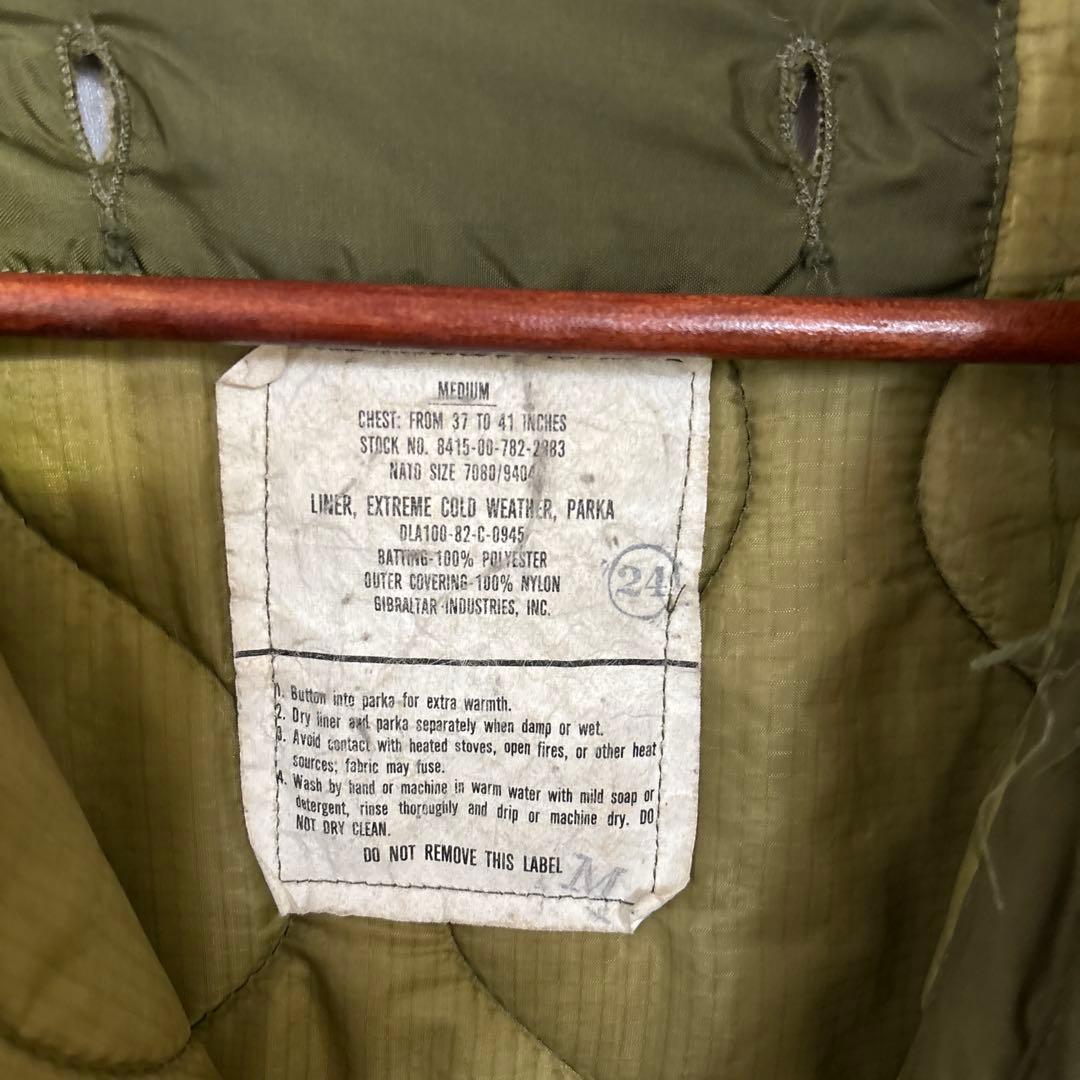 MEDIUM
CHEST: FROM 37 TO 41 INCHES
STOCK NO. 8415-00-782-2883
NATO SIZE 7080/9404
LINER, EXTREME COLD WEATHER, PARKA
DLA100-82-C-0945
BATTING-100% POLYESTER
OUTER COVERING-100% NYLON
GIBRALTAR INDUSTRIES, INC.
24
1. Button into parka for extra warmth.
2. Dry liner and parka separately when damp or wet.
3. Avoid contact with heated stoves, open fires, or other heat
sources; fabric may fuse.
4. Wash by hand or machine in warm water with mild soap or
detergent, rinse thoroughly and drip or machine dry. DO
NOT DRY CLEAN.
DO NOT REMOVE THIS LABEL
M